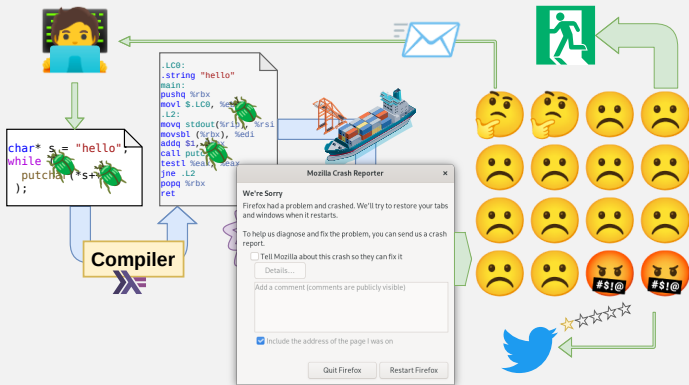 .LC0:
.string "hello"
main:
pushq %rbx
movl $.LC0, %e
.L2:
movq stdout(%rip), %rsi
movsbl (%rbx), %edi
addq $1,
call putc
testl %eax, %eax
jne .L2
popq %rbx
ret
char* s = "hello";
while
putcha (*s+
);
Compiler
Mozilla Crash Reporter
×
We're Sorry
Firefox had a problem and crashed. We'll try to restore your tabs
and windows when it restarts.
To help us diagnose and fix the problem, you can send us a crash
report.
Tell Mozilla about this crash so they can fix it
Details...
Add a comment (comments are publicly visible)
Include the address of the page I was on
Quit Firefox
Restart Firefox
#$!@
#$!@